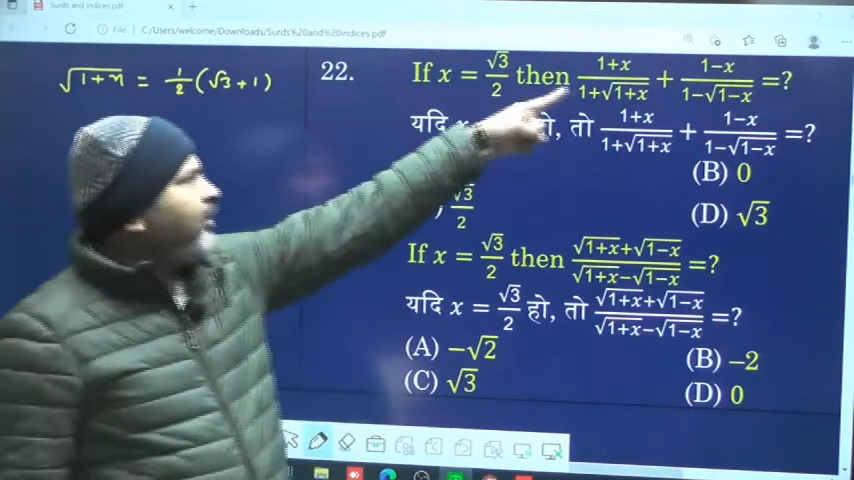 Surds and indices.pdf
File | C:/Users/welcome/Downloads/Surds%20and%20indices.pdf
√(1+x) = 1/2 (√3+1)
22. If x = √3/2 then (1+x)/(1+√(1+x)) + (1−x)/(1−√(1−x)) =?
यदि हो, तो (1+x)/(1+√(1+x)) + (1−x)/(1−√(1−x)) =?
(B) 0
) √3/2
(D) √3
If x = √3/2 then (√(1+x)+√(1−x))/(√(1+x)−√(1−x)) =?
यदि x = √3/2 हो, तो (√(1+x)+√(1−x))/(√(1+x)−√(1−x)) =?
(A) −√2
(B) −2
(C) √3
(D) 0